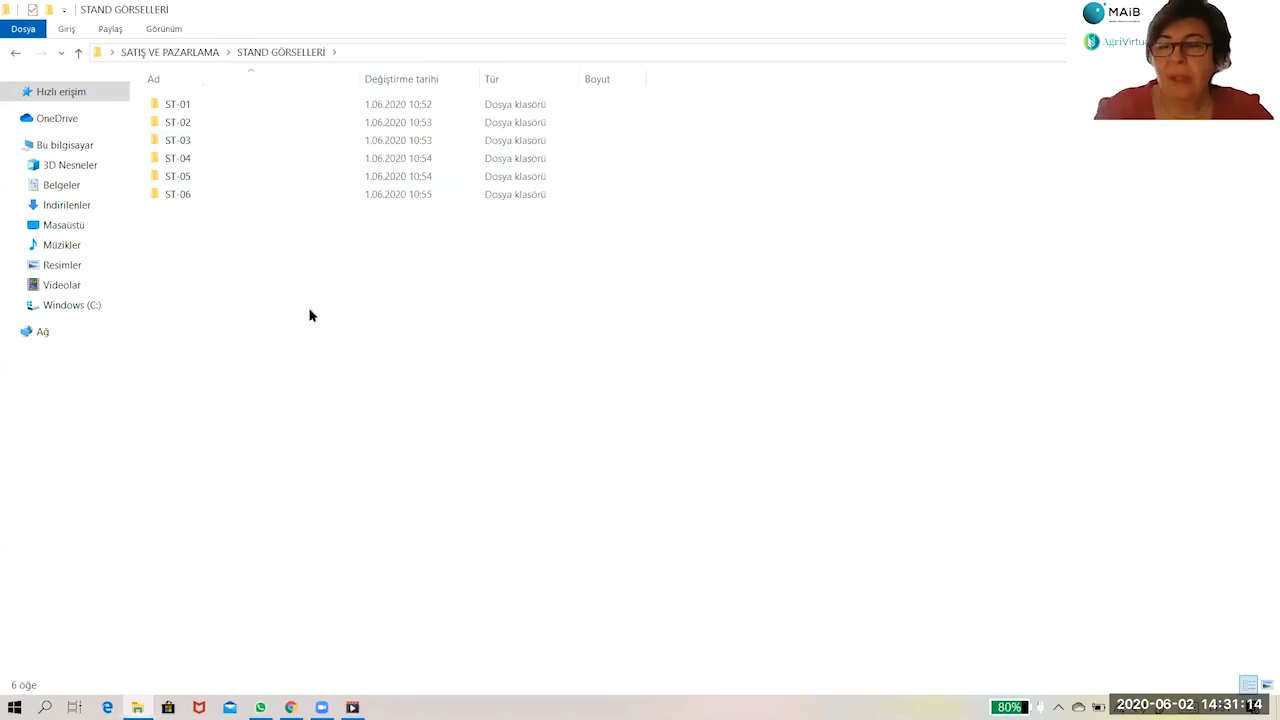 STAND GÖRSELLERİ
Dosya Giriş Paylaş Görünüm
SATIŞ VE PAZARLAMA > STAND GÖRSELLERİ >
Ad Değiştirme tarihi Tür Boyut
ST-01 1.06.2020 10:52 Dosya klasörü
ST-02 1.06.2020 10:53 Dosya klasörü
ST-03 1.06.2020 10:53 Dosya klasörü
ST-04 1.06.2020 10:54 Dosya klasörü
ST-05 1.06.2020 10:54 Dosya klasörü
ST-06 1.06.2020 10:55 Dosya klasörü
Hızlı erişim
OneDrive
Bu bilgisayar
3D Nesneler
Belgeler
İndirilenler
Masaüstü
Müzikler
Resimler
Videolar
Windows (C:)
Ağ
MAiB
AgriVirtu
6 öğe
80%
2020-06-02 14:31:14